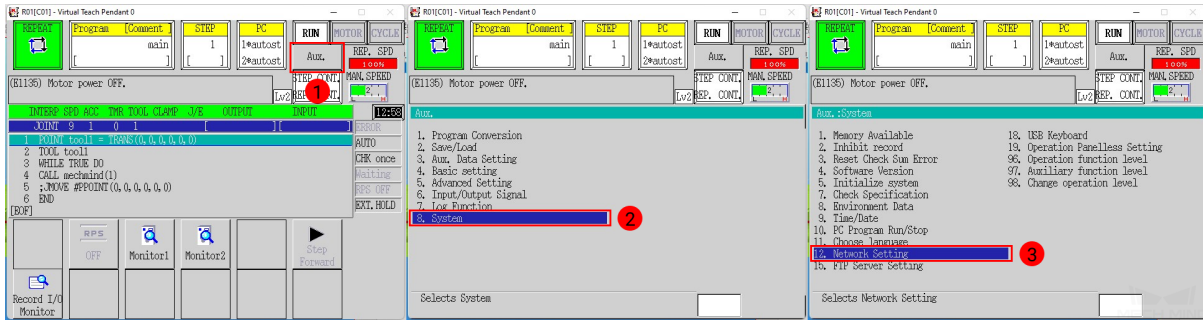 R01[C01] - Virtual Teach Pendant 0
REPEAT
Program [Comment ]
main
[ ]
STEP
1
[ ]
PC
1*autost
2*autost
RUN
MOTOR
CYCLE
Aux.
REP. SPD
100%
(E1135) Motor power OFF.
Lv2
STEP CONT.
REP. CONT.
MAN. SPEED
2
H
1
INTERP SPD ACC TMR TOOL CLAMP J/E OUTPUT INPUT
12:58
JOINT 9 1 0 1 [ ][ ]
1 POINT tool1 = TRANS(0,0,0,0,0,0)
2 TOOL tool1
3 WHILE TRUE DO
4 CALL mechmind(1)
5 ;JMOVE #PPOINT(0,0,0,0,0,0)
6 END
[EOF]
ERROR
AUTO
CHK once
Waiting
RPS OFF
EXT. HOLD
RPS
OFF
Monitor1
Monitor2
Step
Forward
Record I/O
Monitor
R01[C01] - Virtual Teach Pendant 0
REPEAT
Program [Comment ]
main
[ ]
STEP
1
[ ]
PC
1*autost
2*autost
RUN
MOTOR
CYCLE
Aux.
REP. SPD
100%
(E1135) Motor power OFF.
Lv2
STEP CONT.
REP. CONT.
MAN. SPEED
2
H
Aux.
1. Program Conversion
2. Save/Load
3. Aux. Data Setting
4. Basic setting
5. Advanced Setting
6. Input/Output Signal
7. Log Function
8. System
2
Selects System
R01[C01] - Virtual Teach Pendant 0
REPEAT
Program [Comment ]
main
[ ]
STEP
1
[ ]
PC
1*autost
2*autost
RUN
MOTOR
CYCLE
Aux.
REP. SPD
100%
(E1135) Motor power OFF.
Lv2
STEP CONT.
REP. CONT.
MAN. SPEED
2
H
Aux.:System
1. Memory Available
2. Inhibit record
3. Reset Check Sum Error
4. Software Version
5. Initialize system
7. Check Specification
8. Environment Data
9. Time/Date
10. PC Program Run/Stop
11. Choose language
12. Network Setting
15. FTP Server Setting
18. USB Keyboard
19. Operation Panelless Setting
96. Operation function level
97. Auxiliary function level
98. Change operation level
3
Selects Network Setting